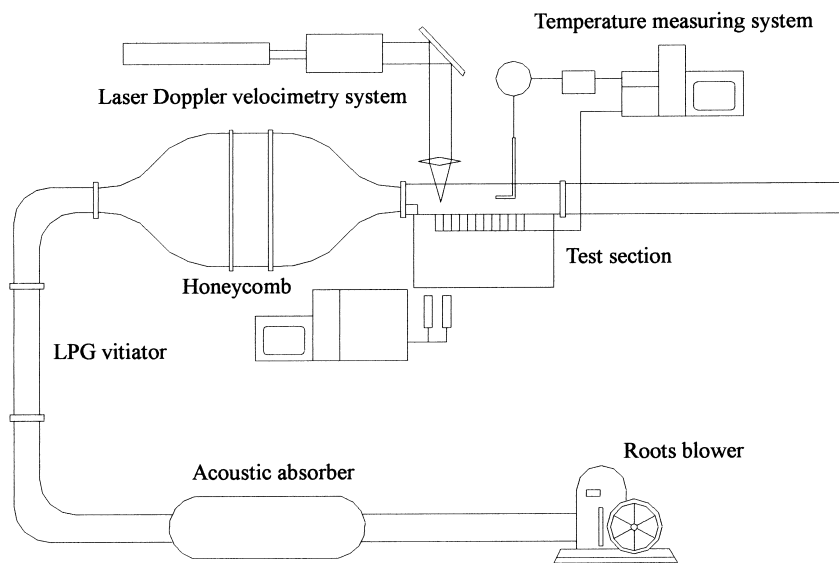 Temperature measuring system
Laser Doppler velocimetry system
Test section
Honeycomb
LPG vitiator
Roots blower
Acoustic absorber